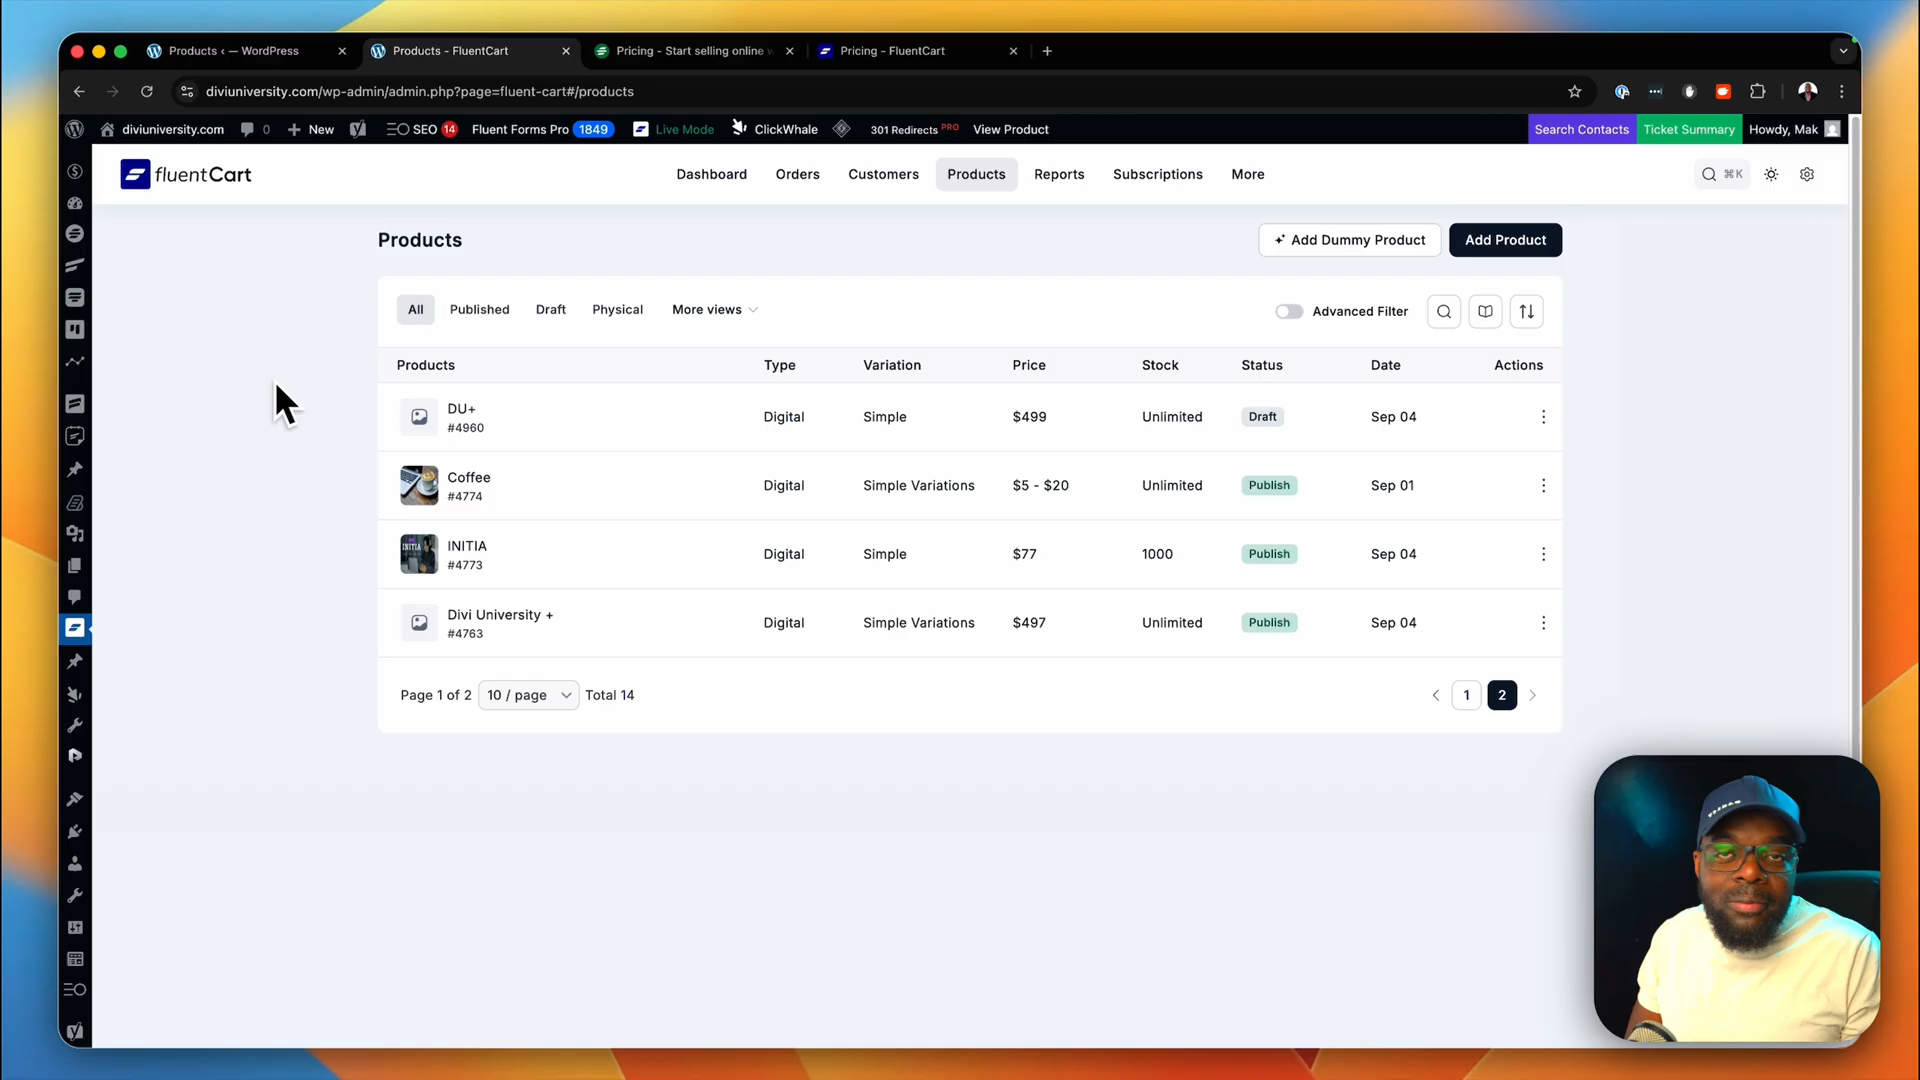 Products ‹ — WordPress
Products - FluentCart
Pricing - Start selling online w
Pricing - FluentCart
diviuniversity.com/wp-admin/admin.php?page=fluent-cart#/products
diviuniversity.com 0 New SEO 14 Fluent Forms Pro 1849 Live Mode ClickWhale 301 Redirects PRO View Product Search Contacts Ticket Summary Howdy, Mak
fluentCart Dashboard Orders Customers Products Reports Subscriptions More ⌘K
Products Add Dummy Product Add Product
All Published Draft Physical More views Advanced Filter
Products Type Variation Price Stock Status Date Actions
DU+
#4960
Digital Simple $499 Unlimited Draft Sep 04
Coffee
#4774
Digital Simple Variations $5 - $20 Unlimited Publish Sep 01
INITIA
#4773
Digital Simple $77 1000 Publish Sep 04
Divi University +
#4763
Digital Simple Variations $497 Unlimited Publish Sep 04
Page 1 of 2 10 / page Total 14 1 2